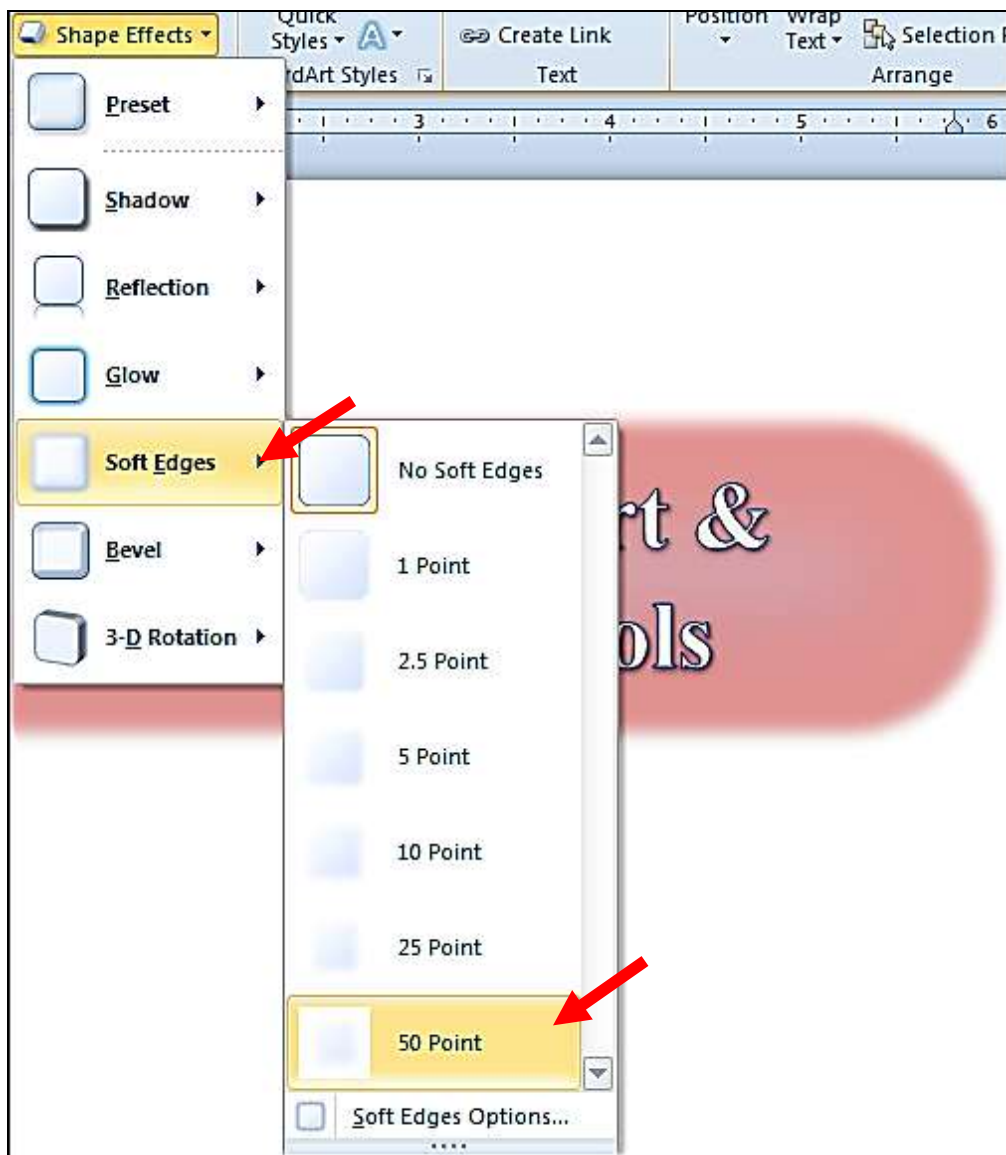 Shape Effects
Quick
Styles
Create Link
Position
Wrap
Text
Selection
rdArt Styles
Text
Arrange
3 4 5 6
Preset
Shadow
Reflection
Glow
Soft Edges
Bevel
3-D Rotation
No Soft Edges
1 Point
2.5 Point
5 Point
10 Point
25 Point
50 Point
Soft Edges Options...
rt &
ols